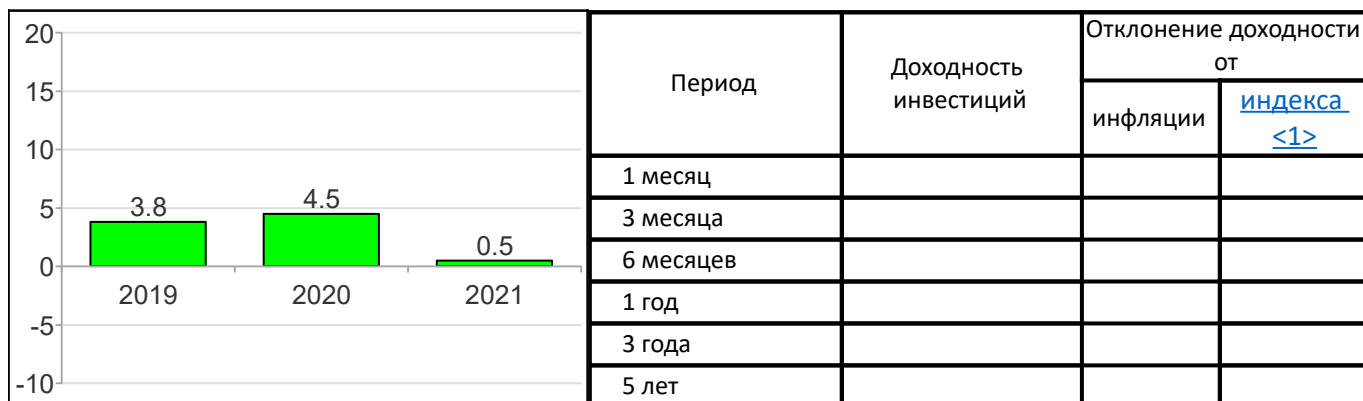 20
15
10
5
0
-5
-10
3.8
4.5
0.5
2019
2020
2021
Период
Доходность
инвестиций
Отклонение доходности
от
инфляции
индекса
<1>
1 месяц
3 месяца
6 месяцев
1 год
3 года
5 лет